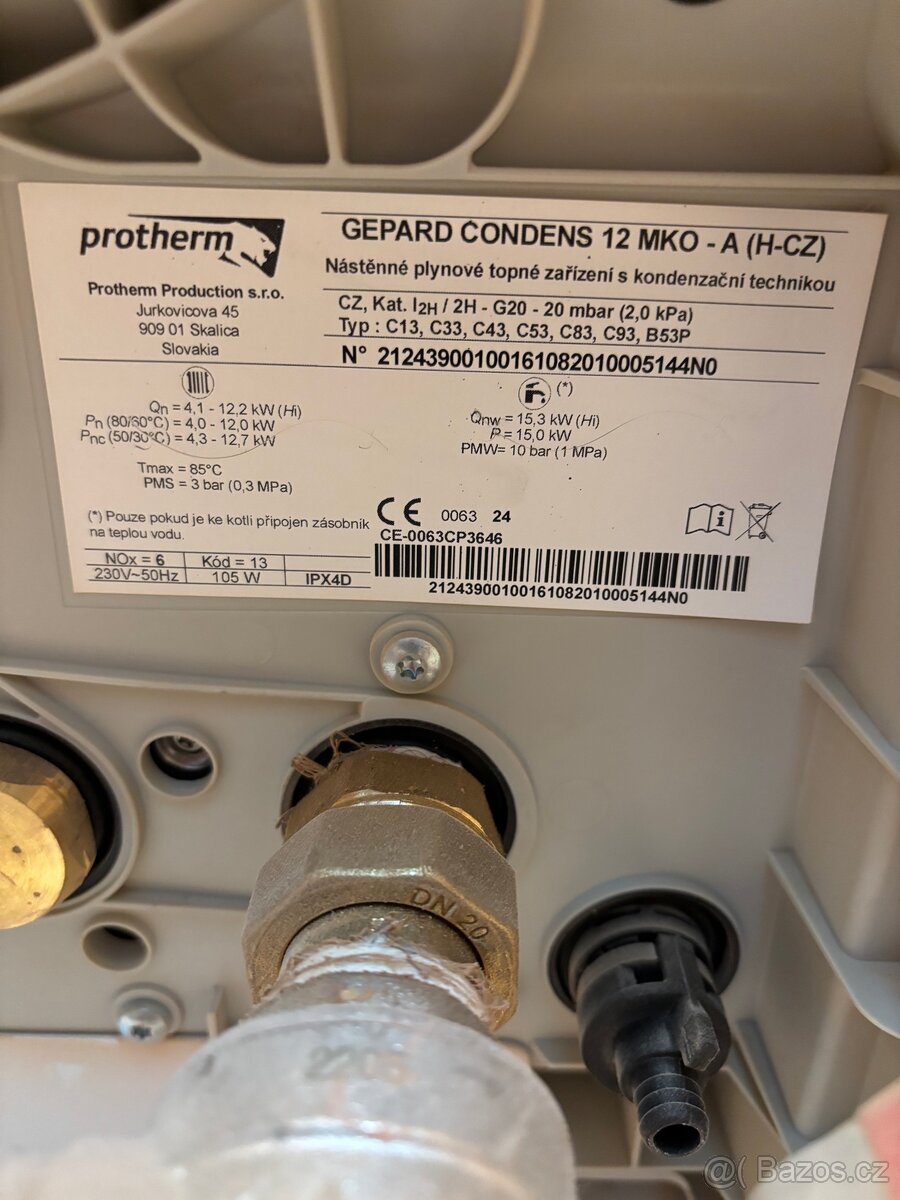 protherm
Protherm Production s.r.o.
Jurkovicova 45
909 01 Skalica
Slovakia
GEPARD CONDENS 12 MKO - A (H-CZ)
Nástěnné plynové topné zařízení s kondenzační technikou
CZ, Kat. I2H / 2H - G20 - 20 mbar (2,0 kPa)
Typ : C13, C33, C43, C53, C83, C93, B53P
N° 21243900100161082010005144N0
Qn = 4,1 - 12,2 kW (Hi)
Pn (80/60°C) = 4,0 - 12,0 kW
Pnc (50/30°C) = 4,3 - 12,7 kW
Tmax = 85°C
PMS = 3 bar (0,3 MPa)
(*)
Qnw = 15,3 kW (Hi)
P = 15,0 kW
PMW= 10 bar (1 MPa)
(*) Pouze pokud je ke kotli připojen zásobník
na teplou vodu.
CE 0063 24
CE-0063CP3646
NOx = 6 Kód = 13
230V~50Hz 105 W IPX4D
21243900100161082010005144N0
DN 20
@( Bazos.cz